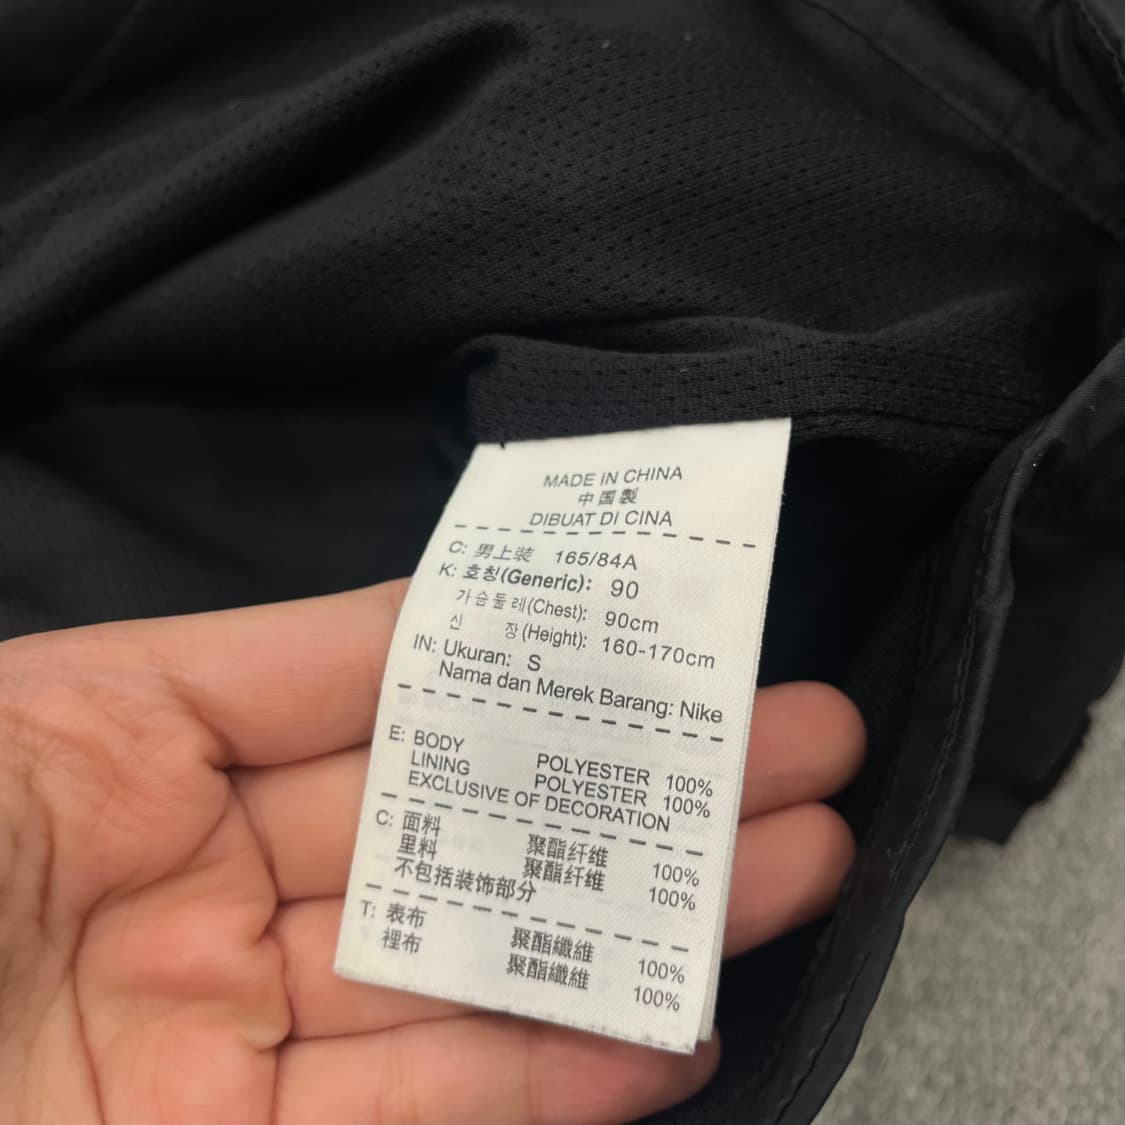 MADE IN CHINA
中国製
DIBUAT DI CINA
C: 男上装 165/84A
K: 호칭(Generic): 90
가슴둘레(Chest): 90cm
신 장(Height): 160-170cm
IN: Ukuran: S
Nama dan Merek Barang: Nike
E: BODY POLYESTER 100%
LINING POLYESTER 100%
EXCLUSIVE OF DECORATION
C: 面料 聚酯纤维 100%
里料 聚酯纤维 100%
不包括装饰部分
T: 表布 聚酯纖維 100%
裡布 聚酯纖維 100%